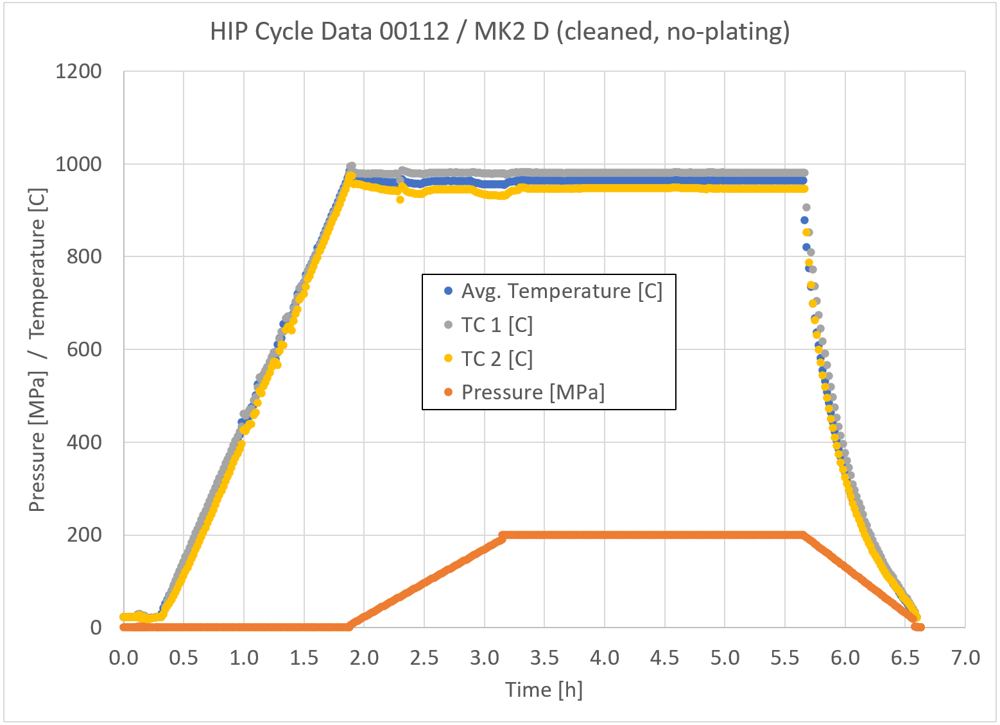 HIP Cycle Data 00112 / MK2 D (cleaned, no-plating)
Pressure [MPa]  /  Temperature [C]
1200
1000
800
600
400
200
0
Avg. Temperature [C]
TC 1 [C]
TC 2 [C]
Pressure [MPa]
0.0 0.5 1.0 1.5 2.0 2.5 3.0 3.5 4.0 4.5 5.0 5.5 6.0 6.5 7.0
Time [h]